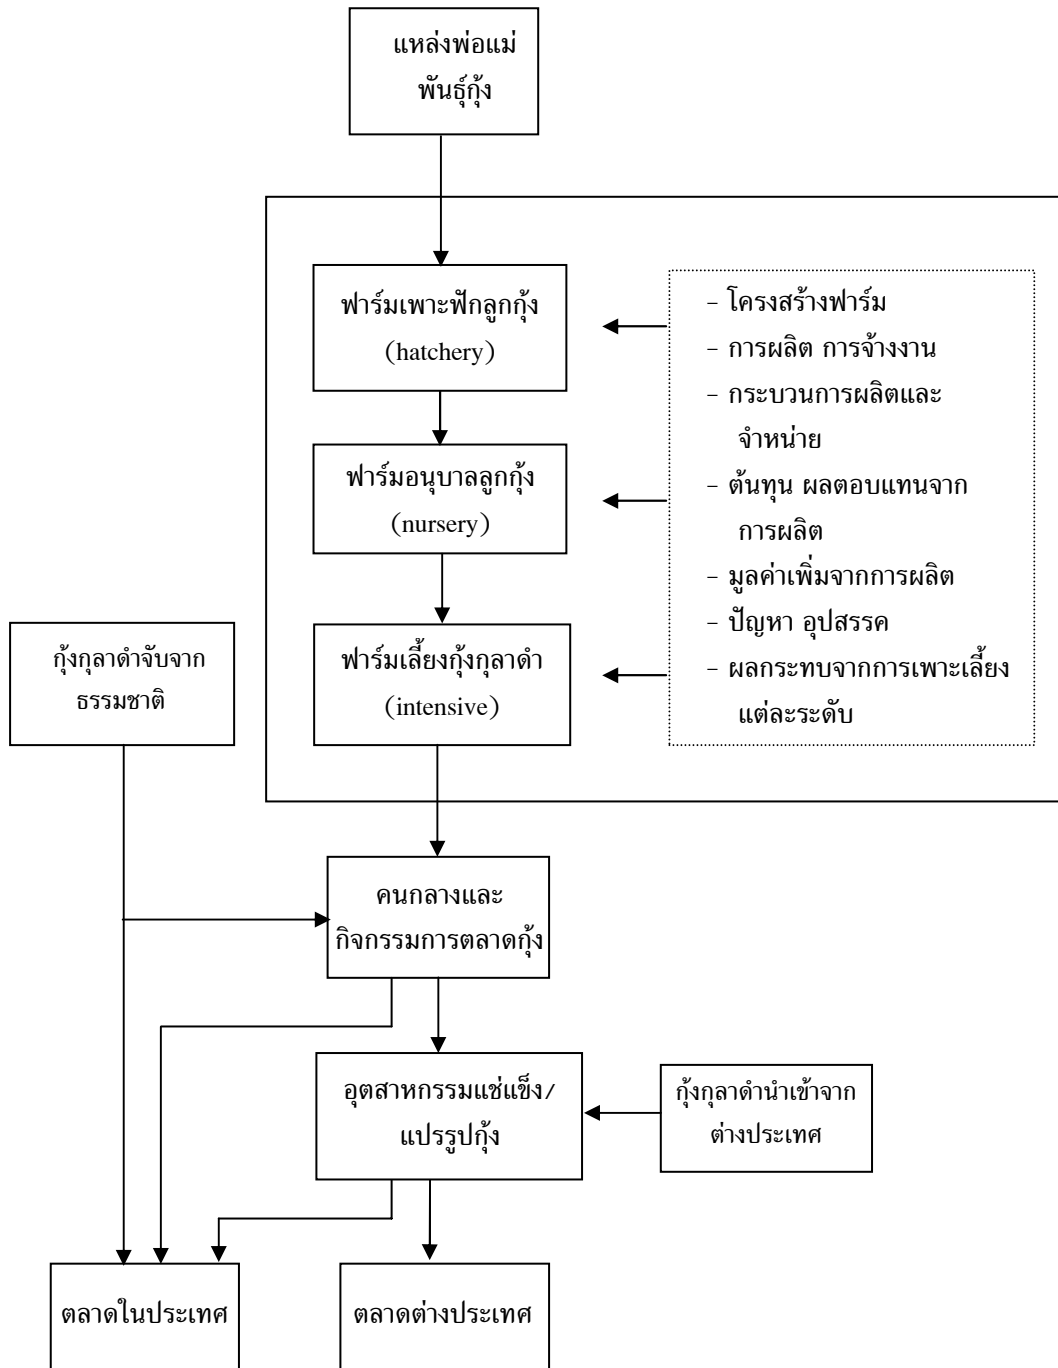 แหล่งพ่อแม่
พันธุ์กุ้ง
ฟาร์มเพาะฟักลูกกุ้ง
(hatchery)
ฟาร์มอนุบาลลูกกุ้ง
(nursery)
ฟาร์มเลี้ยงกุ้งกุลาดำ
(intensive)
- โครงสร้างฟาร์ม
- การผลิต การจ้างงาน
- กระบวนการผลิตและ
จำหน่าย
- ต้นทุน ผลตอบแทนจาก
การผลิต
- มูลค่าเพิ่มจากการผลิต
- ปัญหา อุปสรรค
- ผลกระทบจากการเพาะเลี้ยง
แต่ละระดับ
กุ้งกุลาดำจับจาก
ธรรมชาติ
คนกลางและ
กิจกรรมการตลาดกุ้ง
อุตสาหกรรมแช่แข็ง/
แปรรูปกุ้ง
กุ้งกุลาดำนำเข้าจาก
ต่างประเทศ
ตลาดในประเทศ
ตลาดต่างประเทศ